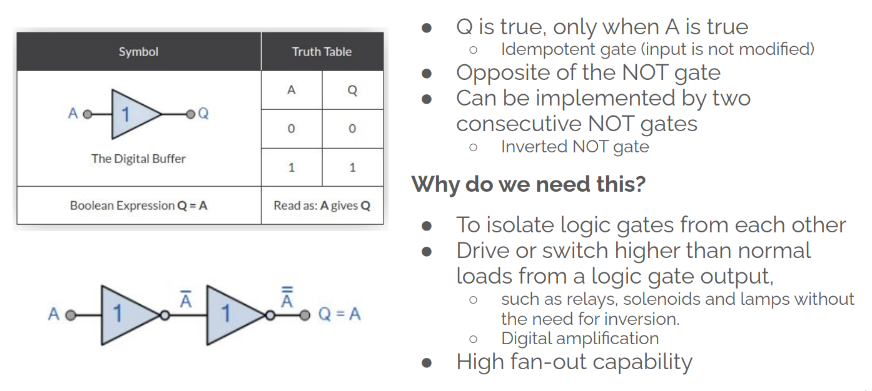 Symbol
Truth Table
A
Q
A
1
Q
0
0
The Digital Buffer
1
1
Boolean Expression Q = A
Read as: A gives Q
A
1
A̅
1
A̿
Q = A
● Q is true, only when A is true
○ Idempotent gate (input is not modified)
● Opposite of the NOT gate
● Can be implemented by two
consecutive NOT gates
○ Inverted NOT gate
Why do we need this?
● To isolate logic gates from each other
● Drive or switch higher than normal
loads from a logic gate output,
○ such as relays, solenoids and lamps without
the need for inversion.
○ Digital amplification
● High fan-out capability